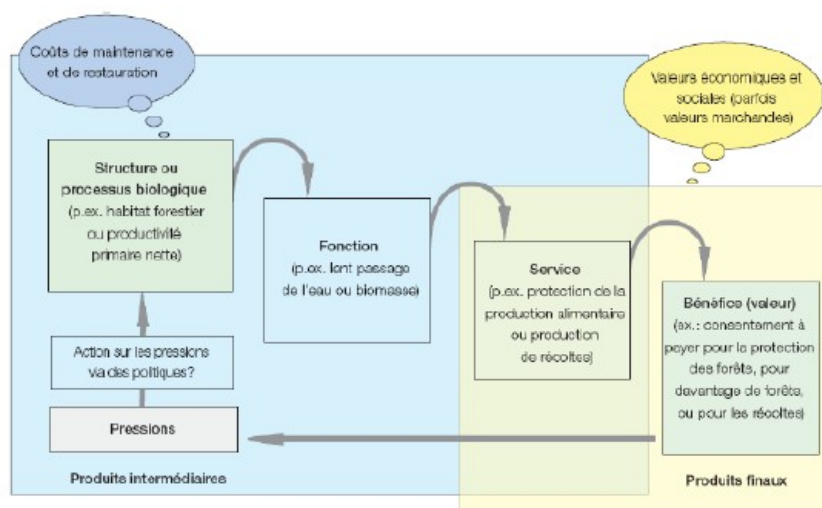 Coûts de maintenance
et de restauration
Valeurs économiques et
sociales (parfois
valeurs marchandes)
Structure ou
processus biologique
(p.ex. habitat forestier
ou productivité
primaire nette)
Fonction
(p.ex. lent passage
de l'eau ou biomasse)
Service
(p.ex. protection de la
production alimentaire
ou production
de récoltes)
Bénéfice (valeur)
(ex.: consentement à
payer pour la protection
des forêts, pour
davantage de forêts,
ou pour les récoltes)
Action sur les pressions
via des politiques?
Pressions
Produits intermédiaires
Produits finaux